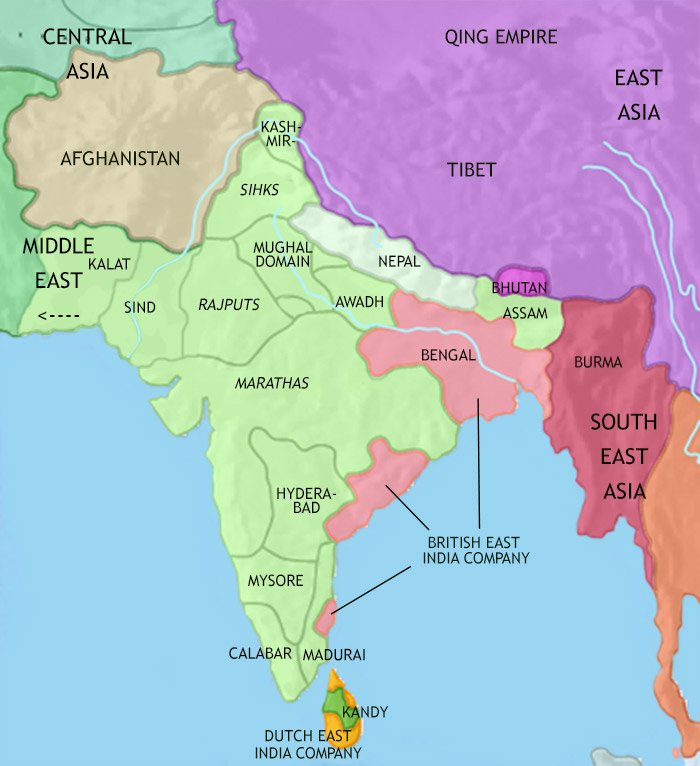 CENTRAL
ASIA
QING EMPIRE
EAST
ASIA
KASH-
MIR-
AFGHANISTAN
TIBET
SIHKS
MIDDLE
EAST
<----
KALAT
MUGHAL
DOMAIN
NEPAL
BHUTAN
ASSAM
SIND
RAJPUTS
AWADH
BENGAL
BURMA
MARATHAS
SOUTH
EAST
ASIA
HYDERA-
BAD
BRITISH EAST
INDIA COMPANY
MYSORE
CALABAR
MADURAI
KANDY
DUTCH EAST
INDIA COMPANY